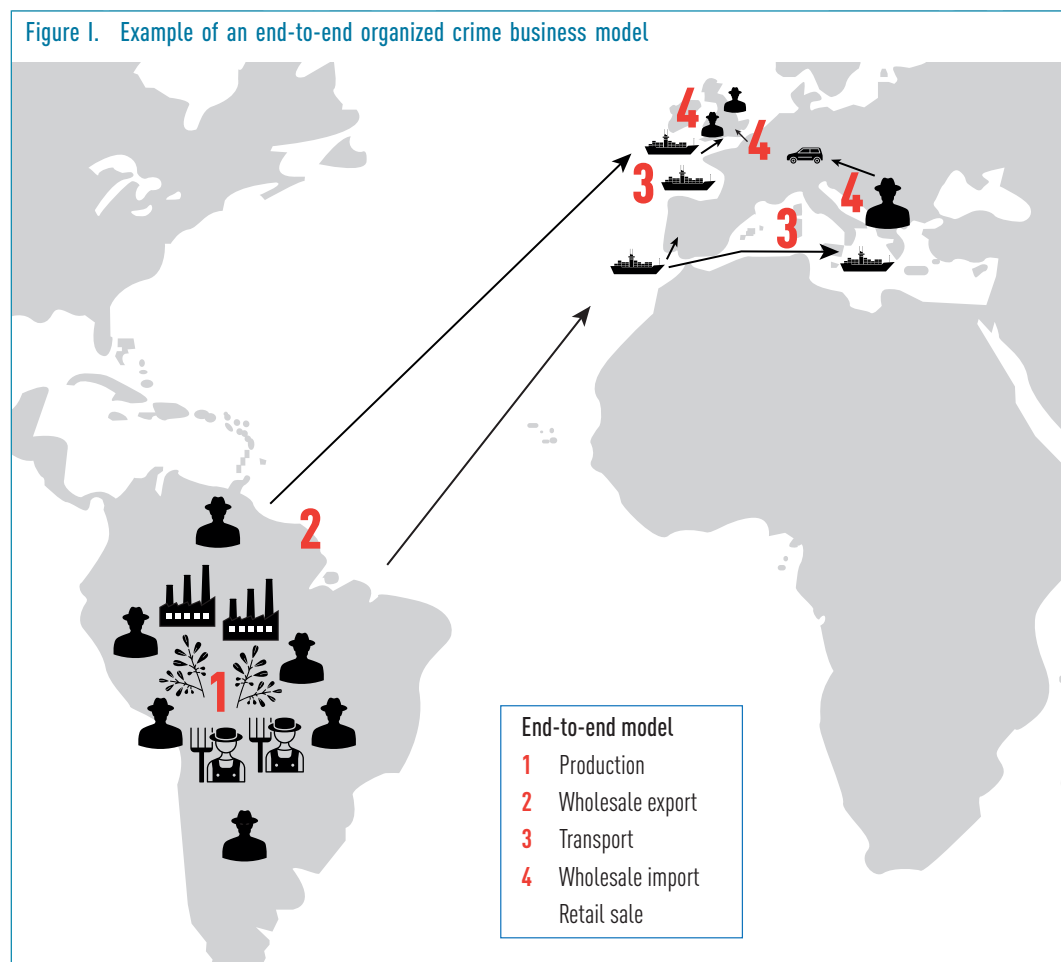 Figure I. Example of an end-to-end organized crime business model
4
4
3
4
3
2
1
End-to-end model
1 Production
2 Wholesale export
3 Transport
4 Wholesale import
Retail sale